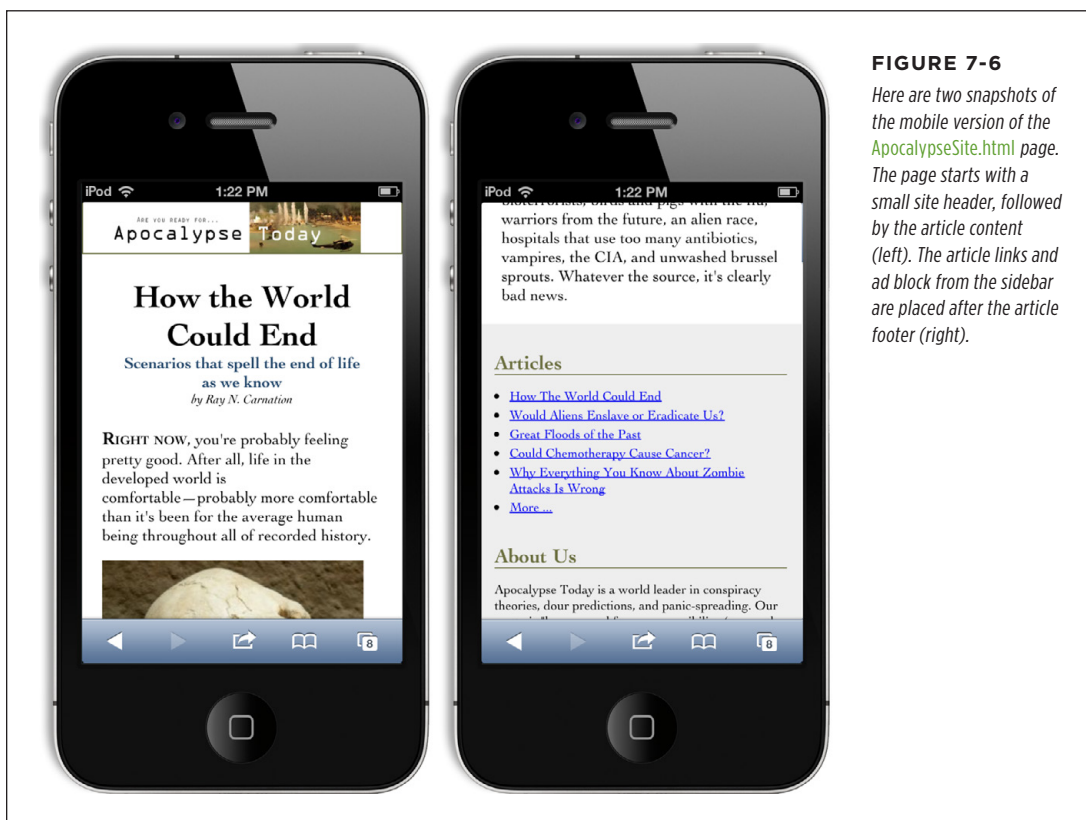 iPod 1:22 PM
ARE YOU READY FOR...
Apocalypse Today
How the World
Could End
Scenarios that spell the end of life
as we know
by Ray N. Carnation
RIGHT NOW, you're probably feeling
pretty good. After all, life in the
developed world is
comfortable—probably more comfortable
than it's been for the average human
being throughout all of recorded history.
8
iPod 1:22 PM
bioterrorists, birds and pigs with the flu,
warriors from the future, an alien race,
hospitals that use too many antibiotics,
vampires, the CIA, and unwashed brussel
sprouts. Whatever the source, it's clearly
bad news.
Articles
• How The World Could End
• Would Aliens Enslave or Eradicate Us?
• Great Floods of the Past
• Could Chemotherapy Cause Cancer?
• Why Everything You Know About Zombie
Attacks Is Wrong
• More ...
About Us
Apocalypse Today is a world leader in conspiracy
theories, dour predictions, and panic-spreading. Our
8
FIGURE 7-6
Here are two snapshots of
the mobile version of the
ApocalypseSite.html page.
The page starts with a
small site header, followed
by the article content
(left). The article links and
ad block from the sidebar
are placed after the article
footer (right).